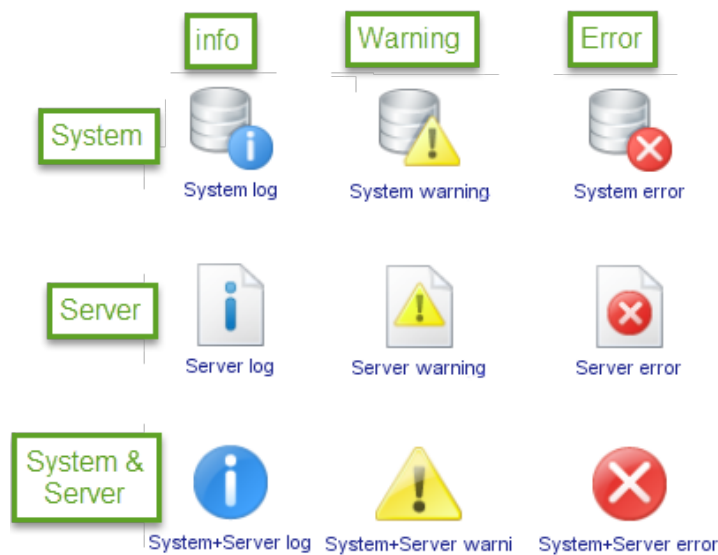 info Warning Error
System
System log System warning System error
Server
Server log Server warning Server error
System &
Server
System+Server log System+Server warni System+Server error